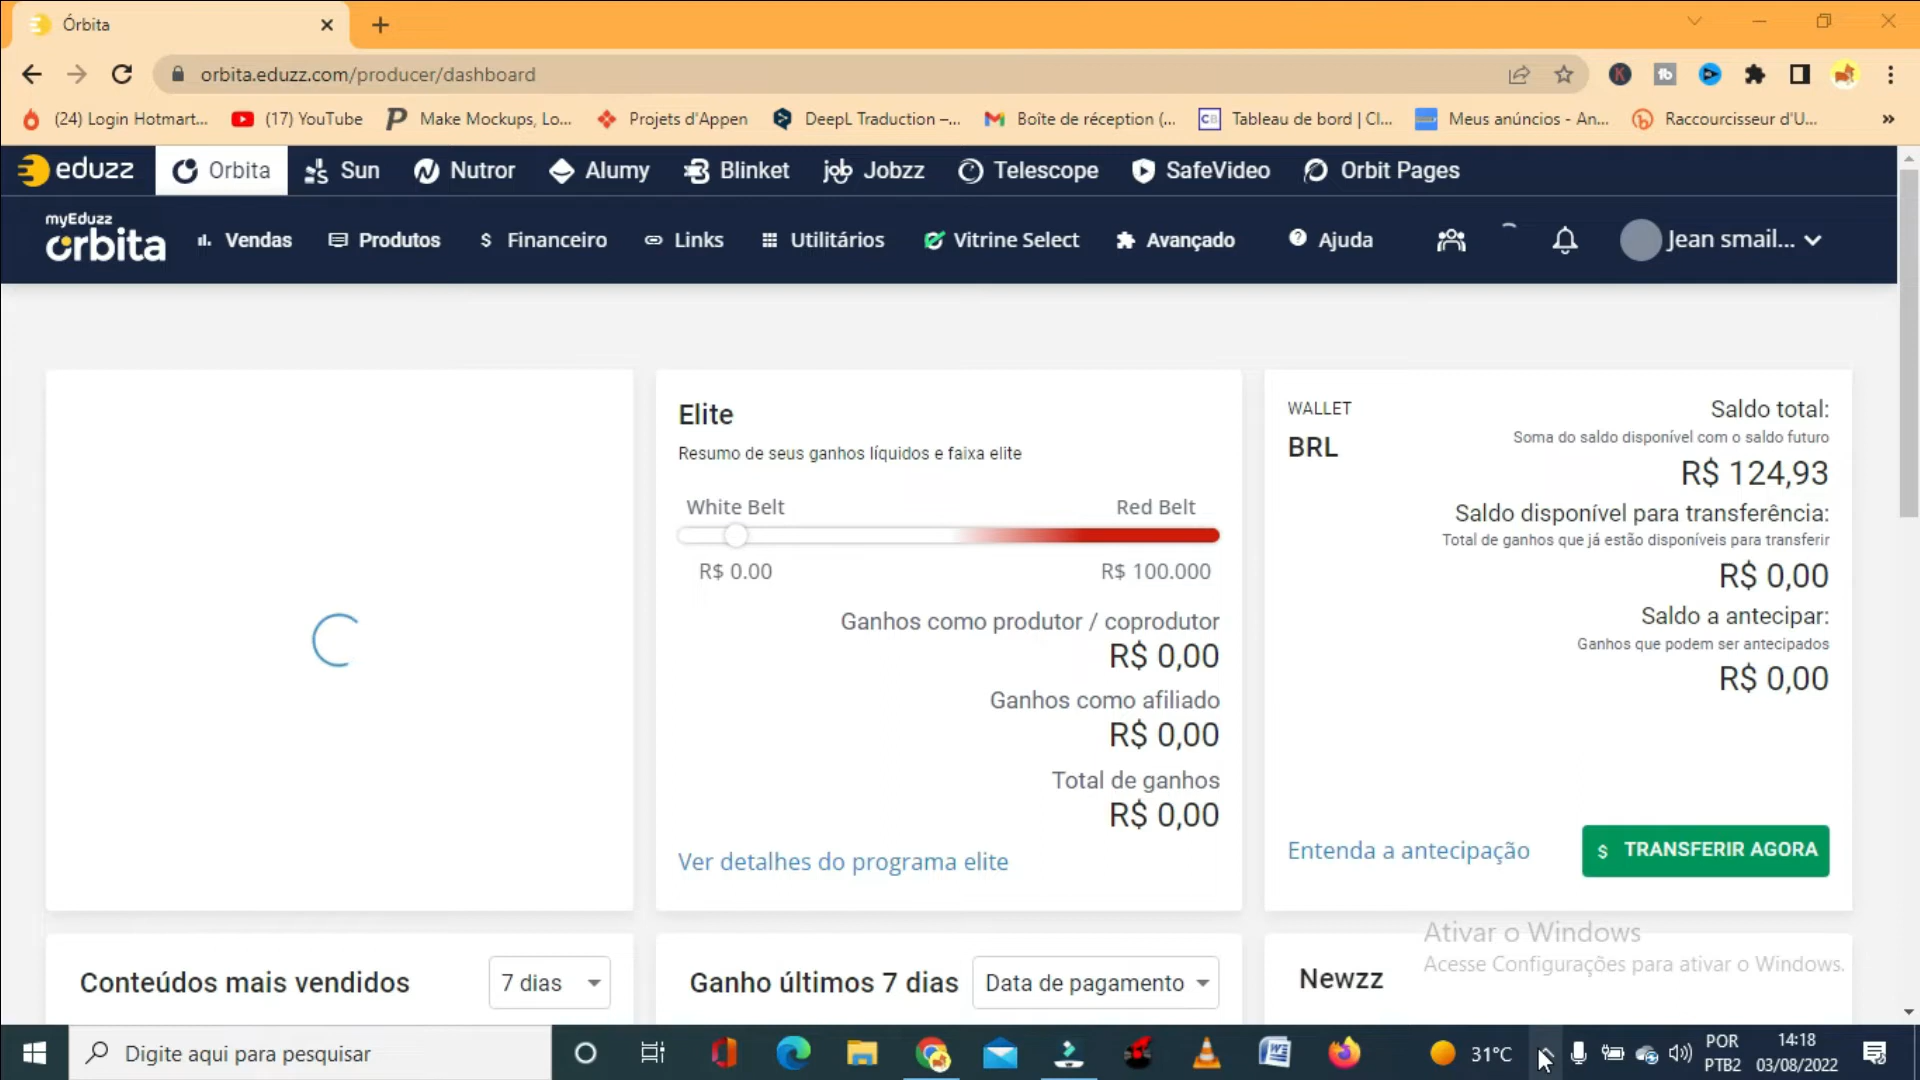 Órbita
orbita.eduzz.com/producer/dashboard
(24) Login Hotmart...
(17) YouTube
Make Mockups, Lo...
Projets d'Appen
DeepL Traduction –...
Boîte de réception (...
Tableau de bord | Cl...
Meus anúncios - An...
Raccourcisseur d'U...
»
eduzz
Orbita
Sun
Nutror
Alumy
Blinket
job Jobzz
Telescope
SafeVideo
Orbit Pages
myEduzz
órbita
Vendas
Produtos
$ Financeiro
Links
Utilitários
Vitrine Select
Avançado
? Ajuda
Jean smail...
Elite
Resumo de seus ganhos líquidos e faixa elite
White Belt
Red Belt
R$ 0.00
R$ 100.000
Ganhos como produtor / coprodutor
R$ 0,00
Ganhos como afiliado
R$ 0,00
Total de ganhos
R$ 0,00
Ver detalhes do programa elite
WALLET
BRL
Saldo total:
Soma do saldo disponível com o saldo futuro
R$ 124,93
Saldo disponível para transferência:
Total de ganhos que já estão disponíveis para transferir
R$ 0,00
Saldo a antecipar:
Ganhos que podem ser antecipados
R$ 0,00
Entenda a antecipação
$ TRANSFERIR AGORA
Ativar o Windows
Acesse Configurações para ativar o Windows.
Conteúdos mais vendidos
7 dias
Ganho últimos 7 dias
Data de pagamento
Newzz
Digite aqui para pesquisar
31°C
POR
PTB2
14:18
03/08/2022